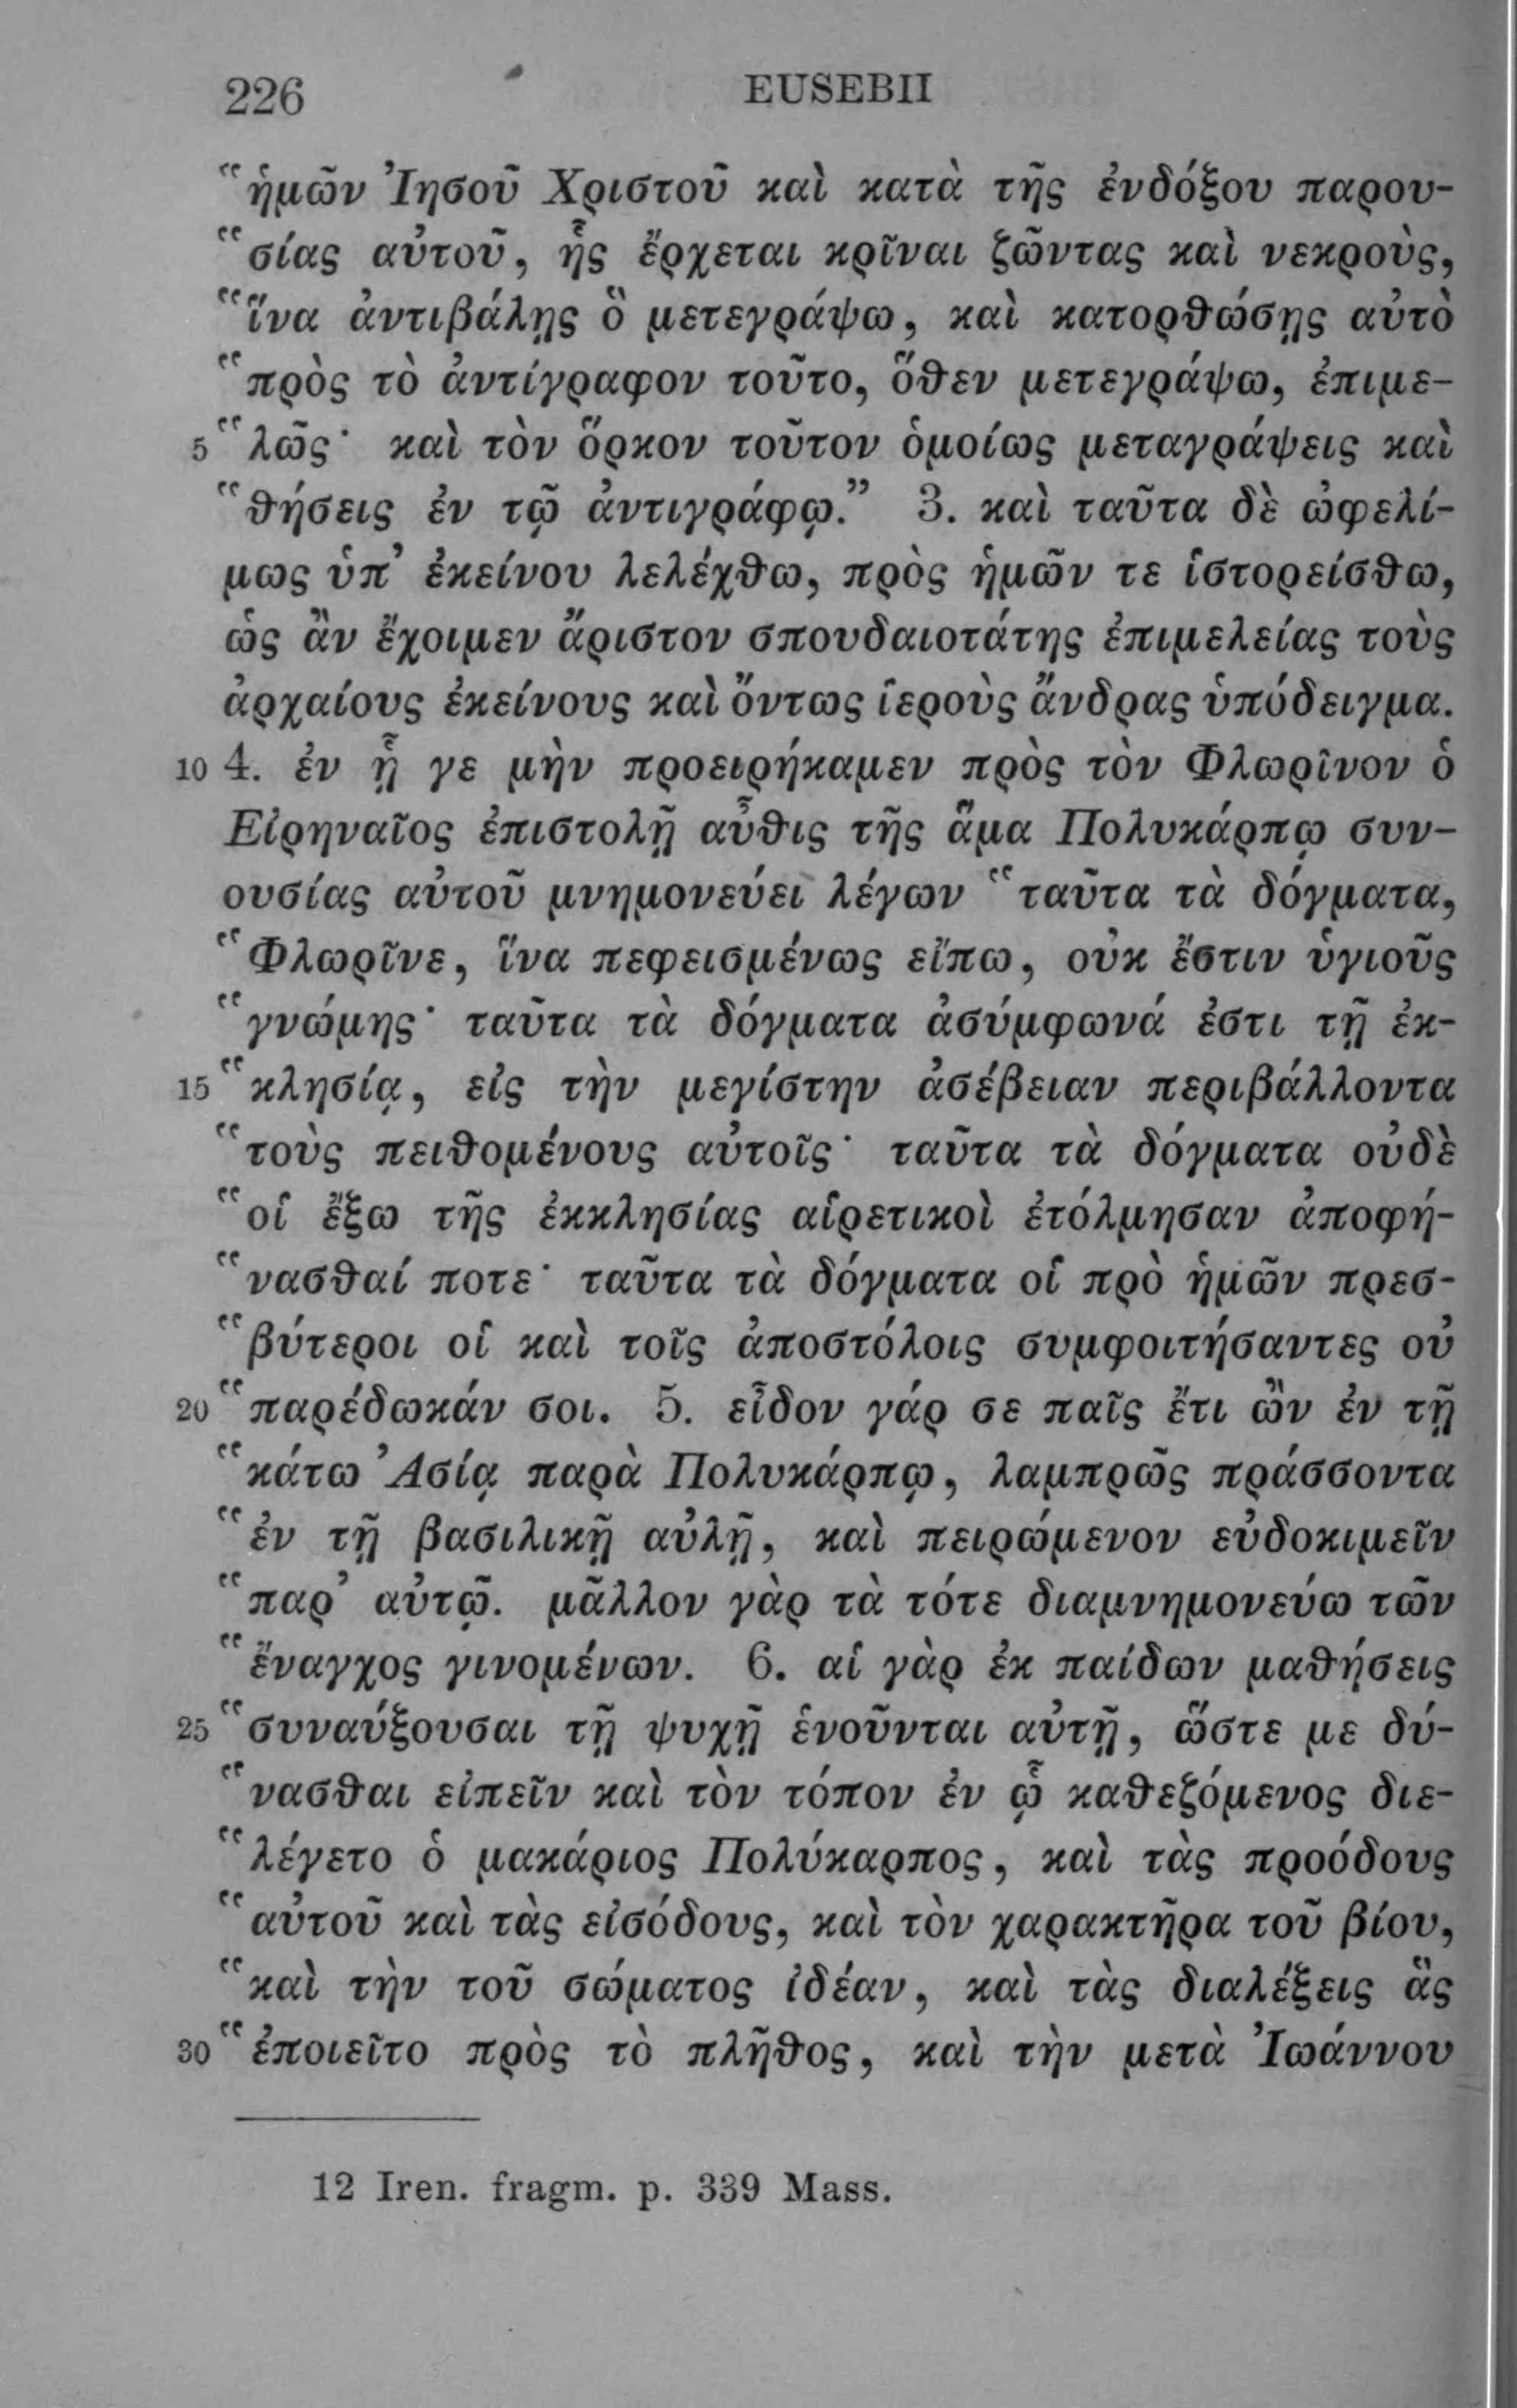 226 EUSEBII
“ἡμῶν Ἰησοῦ Χριστοῦ καὶ κατὰ τῆς ἐνδόξου παρου-
“σίας αὐτοῦ, ἧς ἔρχεται κρῖναι ζῶντας καὶ νεκροὺς,
“ἵνα ἀντιβάλῃς ὃ μετεγράψω, καὶ κατορθώσῃς αὐτὸ
“πρὸς τὸ ἀντίγραφον τοῦτο, ὅθεν μετεγράψω, ἐπιμε-
5 “λῶς· καὶ τὸν ὅρκον τοῦτον ὁμοίως μεταγράψεις καὶ
“θήσεις ἐν τῷ ἀντιγράφῳ.” 3. καὶ ταῦτα δὲ ὠφελί-
μως ὑπ’ ἐκείνου λελέχθω, πρὸς ἡμῶν τε ἱστορείσθω,
ὡς ἂν ἔχοιμεν ἄριστον σπουδαιοτάτης ἐπιμελείας τοὺς
ἀρχαίους ἐκείνους καὶ ὄντως ἱεροὺς ἄνδρας ὑπόδειγμα.
10 4. ἐν ᾗ γε μὴν προειρήκαμεν πρὸς τὸν Φλωρῖνον ὁ
Εἰρηναῖος ἐπιστολῇ αὖθις τῆς ἅμα Πολυκάρπῳ συν-
ουσίας αὐτοῦ μνημονεύει λέγων “ταῦτα τὰ δόγματα,
“Φλωρῖνε, ἵνα πεφεισμένως εἴπω, οὐκ ἔστιν ὑγιοῦς
“γνώμης· ταῦτα τὰ δόγματα ἀσύμφωνά ἐστι τῇ ἐκ-
15 “κλησίᾳ, εἰς τὴν μεγίστην ἀσέβειαν περιβάλλοντα
“τοὺς πειθομένους αὐτοῖς· ταῦτα τὰ δόγματα οὐδὲ
“οἱ ἔξω τῆς ἐκκλησίας αἱρετικοὶ ἐτόλμησαν ἀποφή-
“νασθαί ποτε· ταῦτα τὰ δόγματα οἱ πρὸ ἡμῶν πρεσ-
“βύτεροι οἱ καὶ τοῖς ἀποστόλοις συμφοιτήσαντες οὐ
20 “παρέδωκάν σοι. 5. εἶδον γάρ σε παῖς ἔτι ὢν ἐν τῇ
“κάτω Ἀσίᾳ παρὰ Πολυκάρπῳ, λαμπρῶς πράσσοντα
“ἐν τῇ βασιλικῇ αὐλῇ, καὶ πειρώμενον εὐδοκιμεῖν
“παρ’ αὐτῷ. μᾶλλον γὰρ τὰ τότε διαμνημονεύω τῶν
“ἔναγχος γινομένων. 6. αἱ γὰρ ἐκ παίδων μαθήσεις
25 “συναύξουσαι τῇ ψυχῇ ἑνοῦνται αὐτῇ, ὥστε με δύ-
“νασθαι εἰπεῖν καὶ τὸν τόπον ἐν ᾧ καθεζόμενος διε-
“λέγετο ὁ μακάριος Πολύκαρπος, καὶ τὰς προόδους
“αὐτοῦ καὶ τὰς εἰσόδους, καὶ τὸν χαρακτῆρα τοῦ βίου,
“καὶ τὴν τοῦ σώματος ἰδέαν, καὶ τὰς διαλέξεις ἃς
30 “ἐποιεῖτο πρὸς τὸ πλῆθος, καὶ τὴν μετὰ Ἰωάννου
12 Iren. fragm. p. 339 Mass.